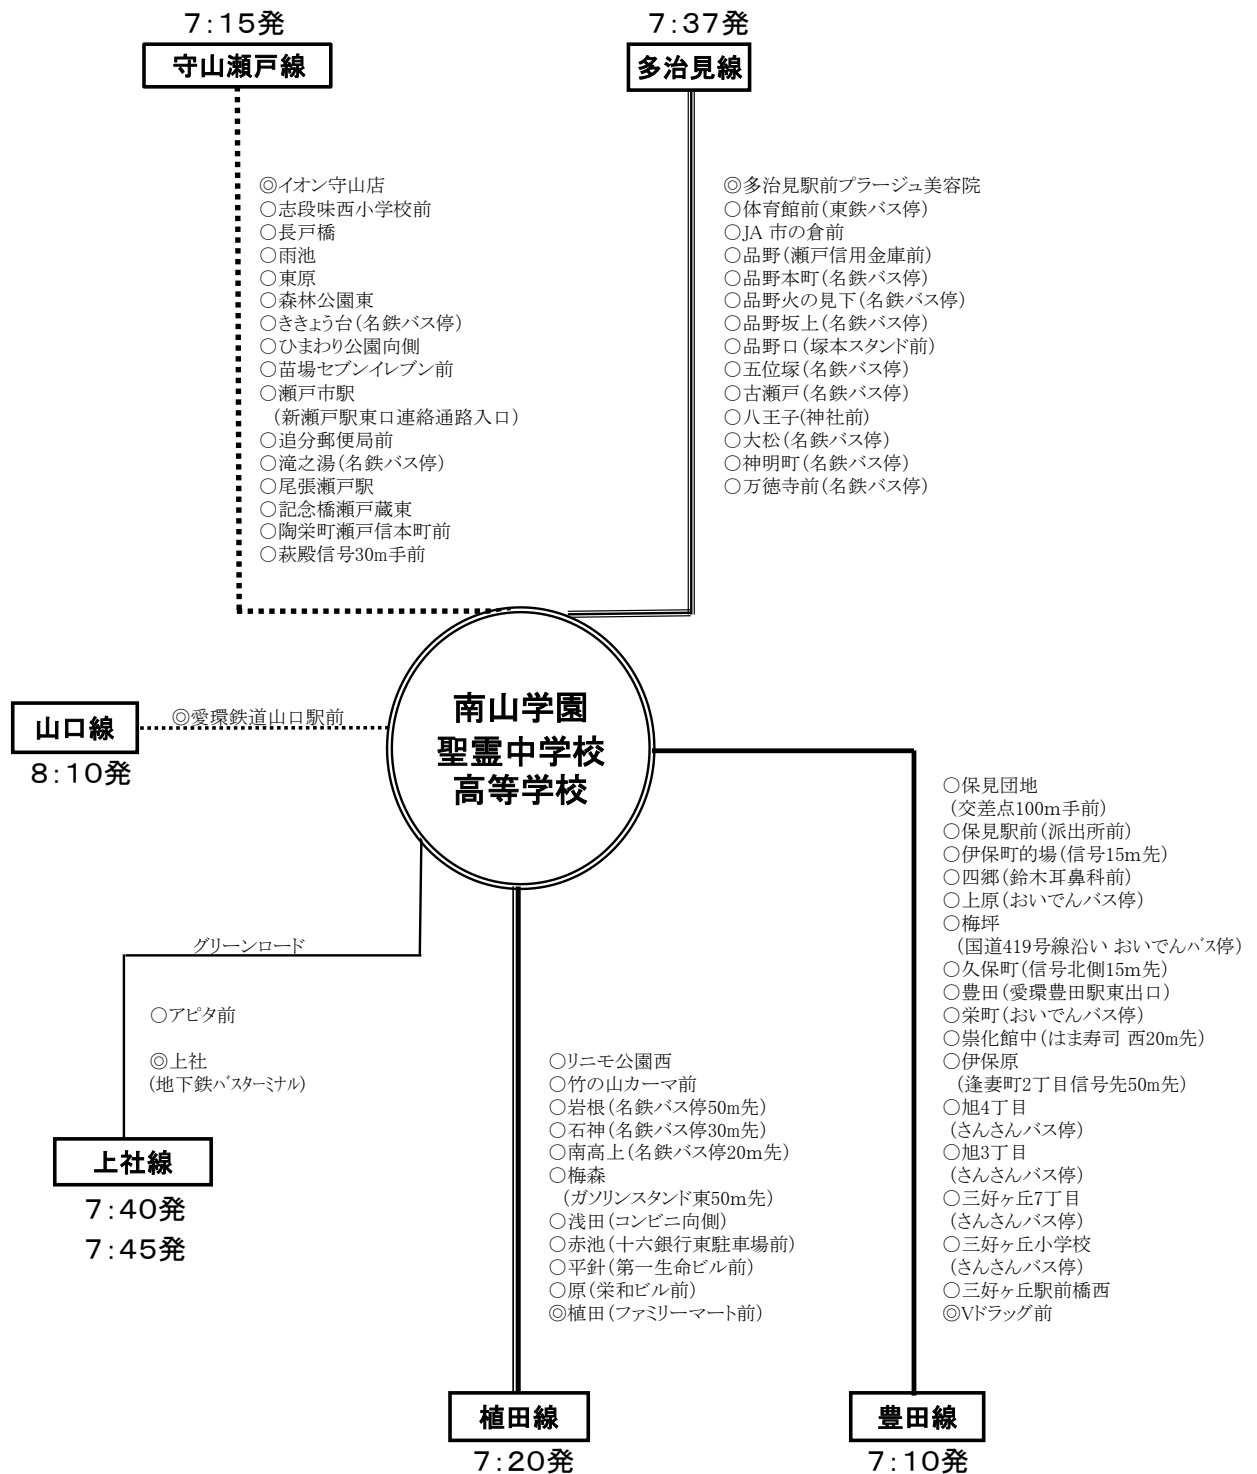 7:15発
守山瀬戸線
◎イオン守山店
○志段味西小学校前
○長戸橋
○雨池
○東原
○森林公園東
○ききょう台(名鉄バス停)
○ひまわり公園向側
○苗場セブンイレブン前
○瀬戸市駅
(新瀬戸駅東口連絡通路入口)
○追分郵便局前
○滝之湯(名鉄バス停)
○尾張瀬戸駅
○記念橋瀬戸蔵東
○陶栄町瀬戸信本町前
○萩殿信号30m手前
7:37発
多治見線
◎多治見駅前プラージュ美容院
○体育館前(東鉄バス停)
○JA 市の倉前
○品野(瀬戸信用金庫前)
○品野本町(名鉄バス停)
○品野火の見下(名鉄バス停)
○品野坂上(名鉄バス停)
○品野口(塚本スタンド前)
○五位塚(名鉄バス停)
○古瀬戸(名鉄バス停)
○八王子(神社前)
○大松(名鉄バス停)
○神明町(名鉄バス停)
○万徳寺前(名鉄バス停)
山口線
8:10発
◎愛環鉄道山口駅前
南山学園
聖霊中学校
高等学校
グリーンロード
○アピタ前
◎上社
(地下鉄バスターミナル)
上社線
7:40発
7:45発
○リニモ公園西
○竹の山カーマ前
○岩根(名鉄バス停50m先)
○石神(名鉄バス停30m先)
○南高上(名鉄バス停20m先)
○梅森
(ガソリンスタンド東50m先)
○浅田(コンビニ向側)
○赤池(十六銀行東駐車場前)
○平針(第一生命ビル前)
○原(栄和ビル前)
◎植田(ファミリーマート前)
植田線
7:20発
○保見団地
(交差点100m手前)
○保見駅前(派出所前)
○伊保町的場(信号15m先)
○四郷(鈴木耳鼻科前)
○上原(おいでんバス停)
○梅坪
(国道419号線沿い おいでんバス停)
○久保町(信号北側15m先)
○豊田(愛環豊田駅東出口)
○栄町(おいでんバス停)
○崇化館中(はま寿司 西20m先)
○伊保原
(逢妻町2丁目信号先50m先)
○旭4丁目
(さんさんバス停)
○旭3丁目
(さんさんバス停)
○三好ヶ丘7丁目
(さんさんバス停)
○三好ヶ丘小学校
(さんさんバス停)
○三好ヶ丘駅前橋西
◎Vドラッグ前
豊田線
7:10発